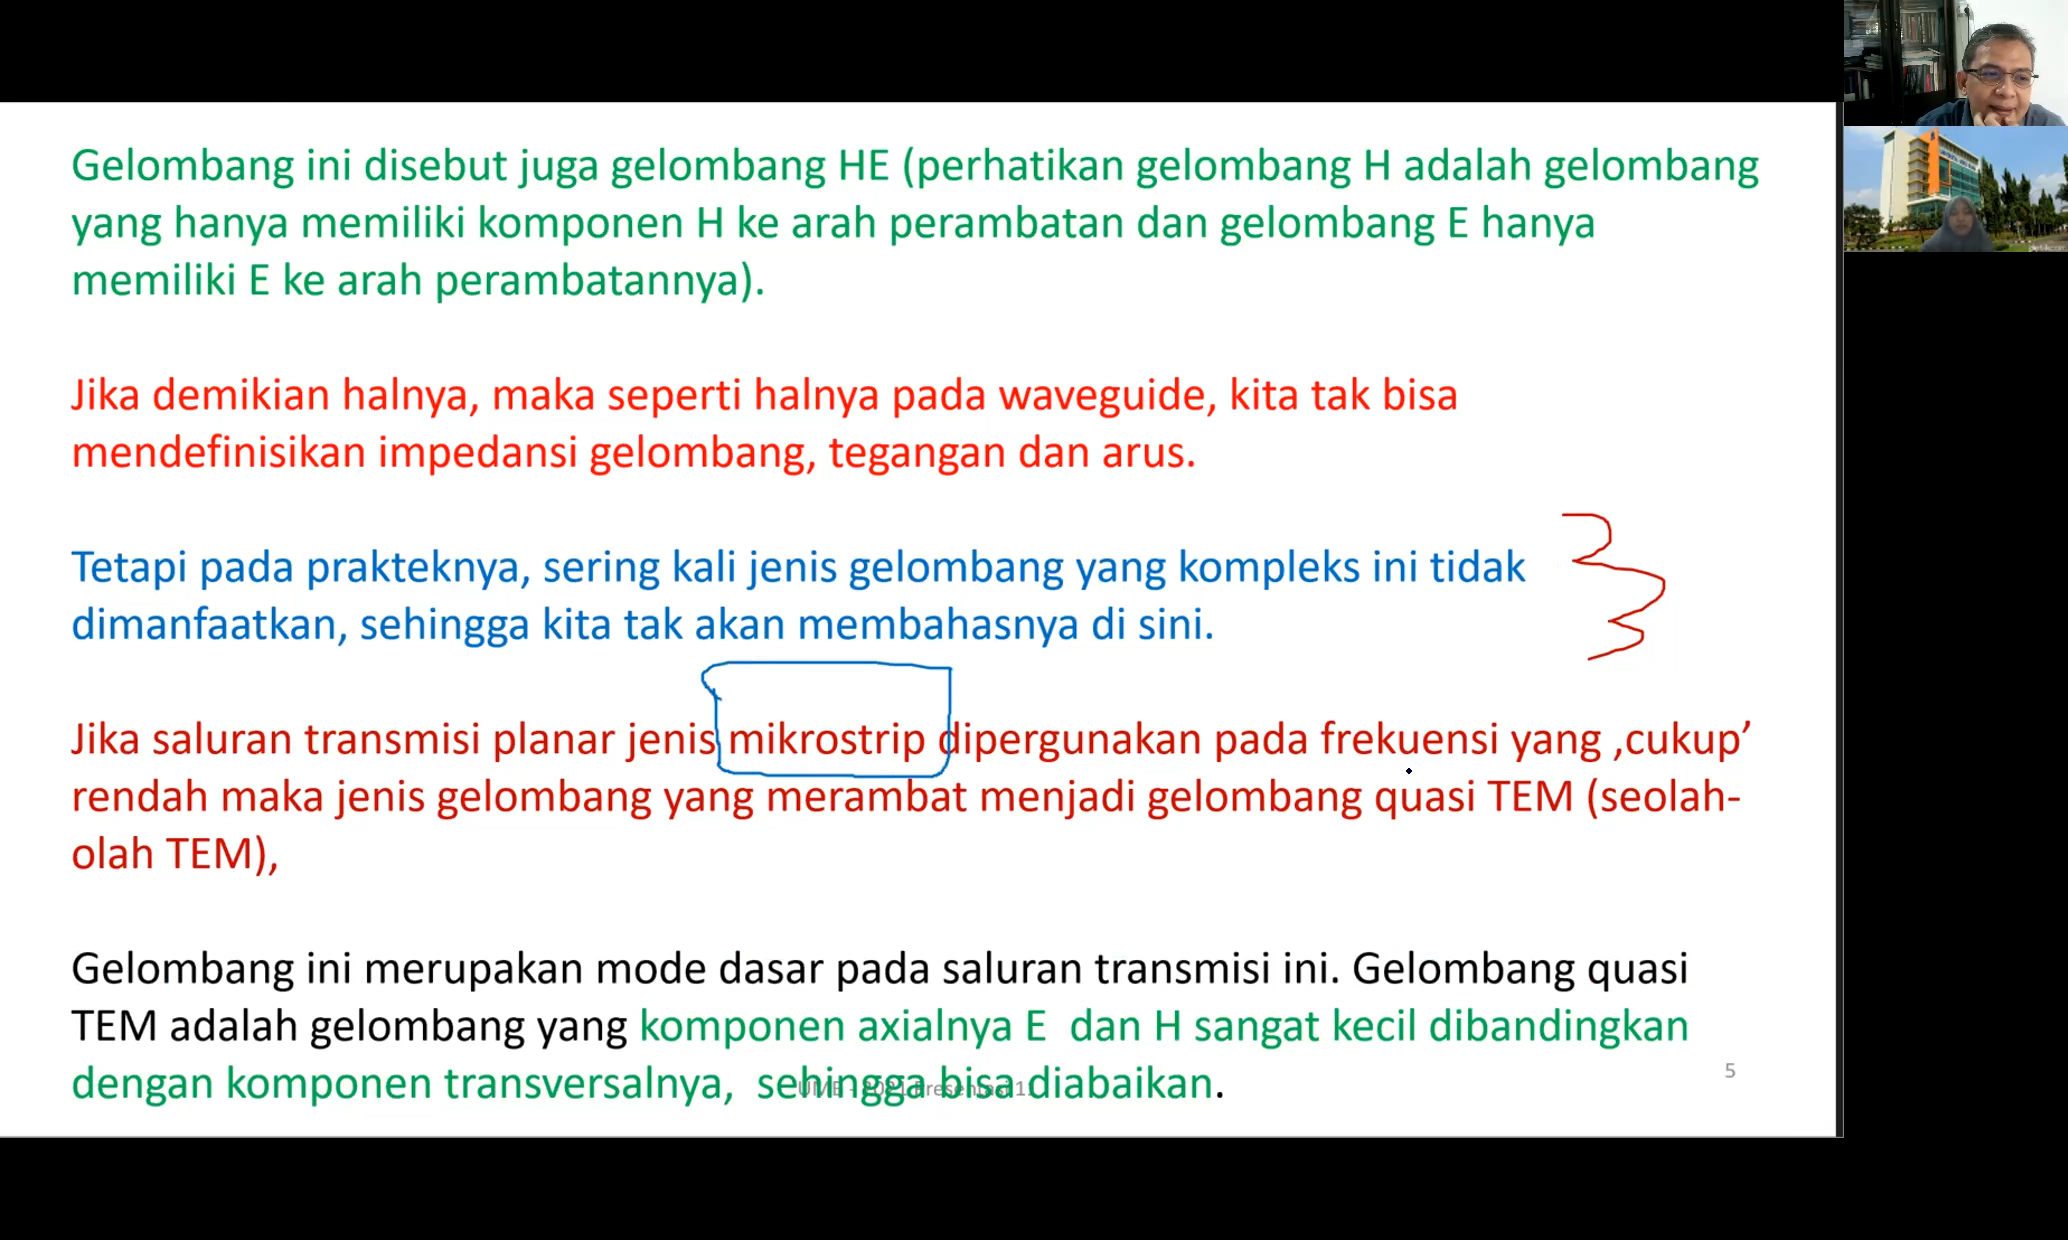 Gelombang ini disebut juga gelombang HE (perhatikan gelombang H adalah gelombang
yang hanya memiliki komponen H ke arah perambatan dan gelombang E hanya
memiliki E ke arah perambatannya).
Jika demikian halnya, maka seperti halnya pada waveguide, kita tak bisa
mendefinisikan impedansi gelombang, tegangan dan arus.
Tetapi pada prakteknya, sering kali jenis gelombang yang kompleks ini tidak
dimanfaatkan, sehingga kita tak akan membahasnya di sini.
Jika saluran transmisi planar jenis mikrostrip dipergunakan pada frekuensi yang ,cukup’
rendah maka jenis gelombang yang merambat menjadi gelombang quasi TEM (seolah-
olah TEM),
Gelombang ini merupakan mode dasar pada saluran transmisi ini. Gelombang quasi
TEM adalah gelombang yang komponen axialnya E dan H sangat kecil dibandingkan
dengan komponen transversalnya, sehingga bisa diabaikan.
5